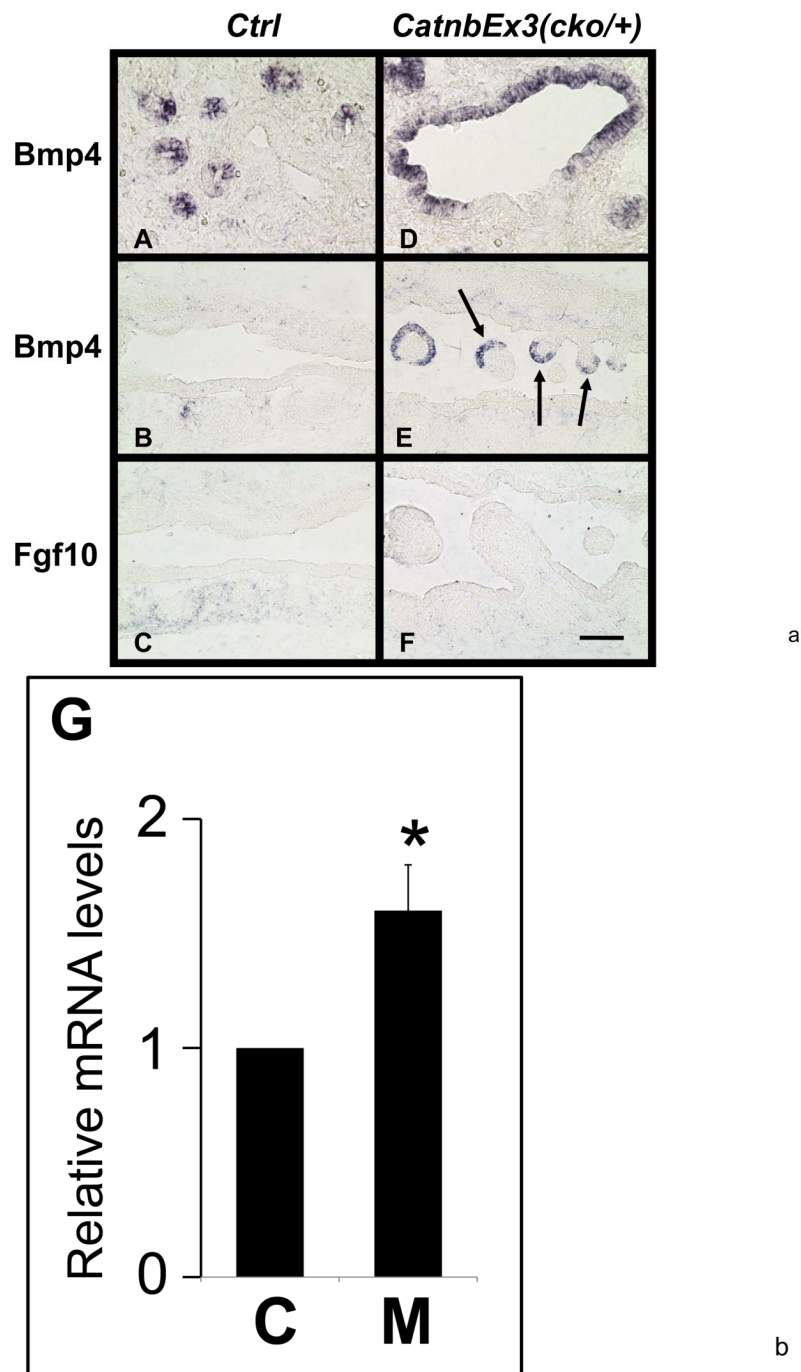 Ctrl CatnbEx3(cko/+)
Bmp4
A D
Bmp4
B E
Fgf10
C F
a
G
Relative mRNA levels
2
*
1
0
C M
b